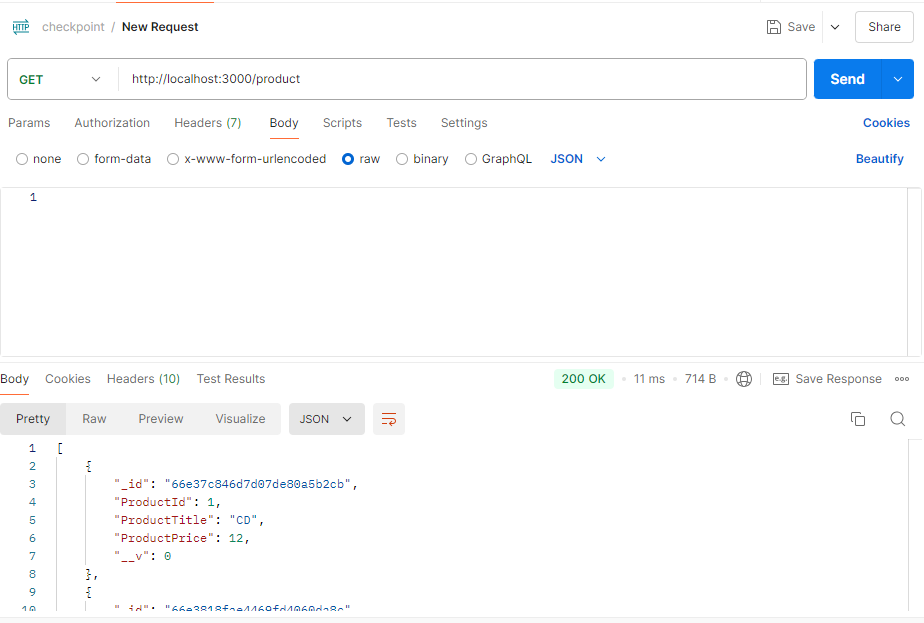 HTTP checkpoint / New Request Save Share
GET http://localhost:3000/product Send
Params Authorization Headers (7) Body Scripts Tests Settings Cookies
none form-data x-www-form-urlencoded raw binary GraphQL JSON Beautify
1
Body Cookies Headers (10) Test Results 200 OK 11 ms 714 B e.g. Save Response
Pretty Raw Preview Visualize JSON
1 [
2 {
3 "_id": "66e37c846d7d07de80a5b2cb",
4 "ProductId": 1,
5 "ProductTitle": "CD",
6 "ProductPrice": 12,
7 "__v": 0
8 },
9 {
10 "_id": "66e3818fae4469fd4060da8c"